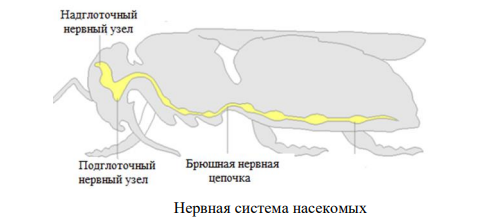 Надглоточный
нервный узел
Подглоточный
нервный узел
Брюшная нервная
цепочка
Нервная система насекомых